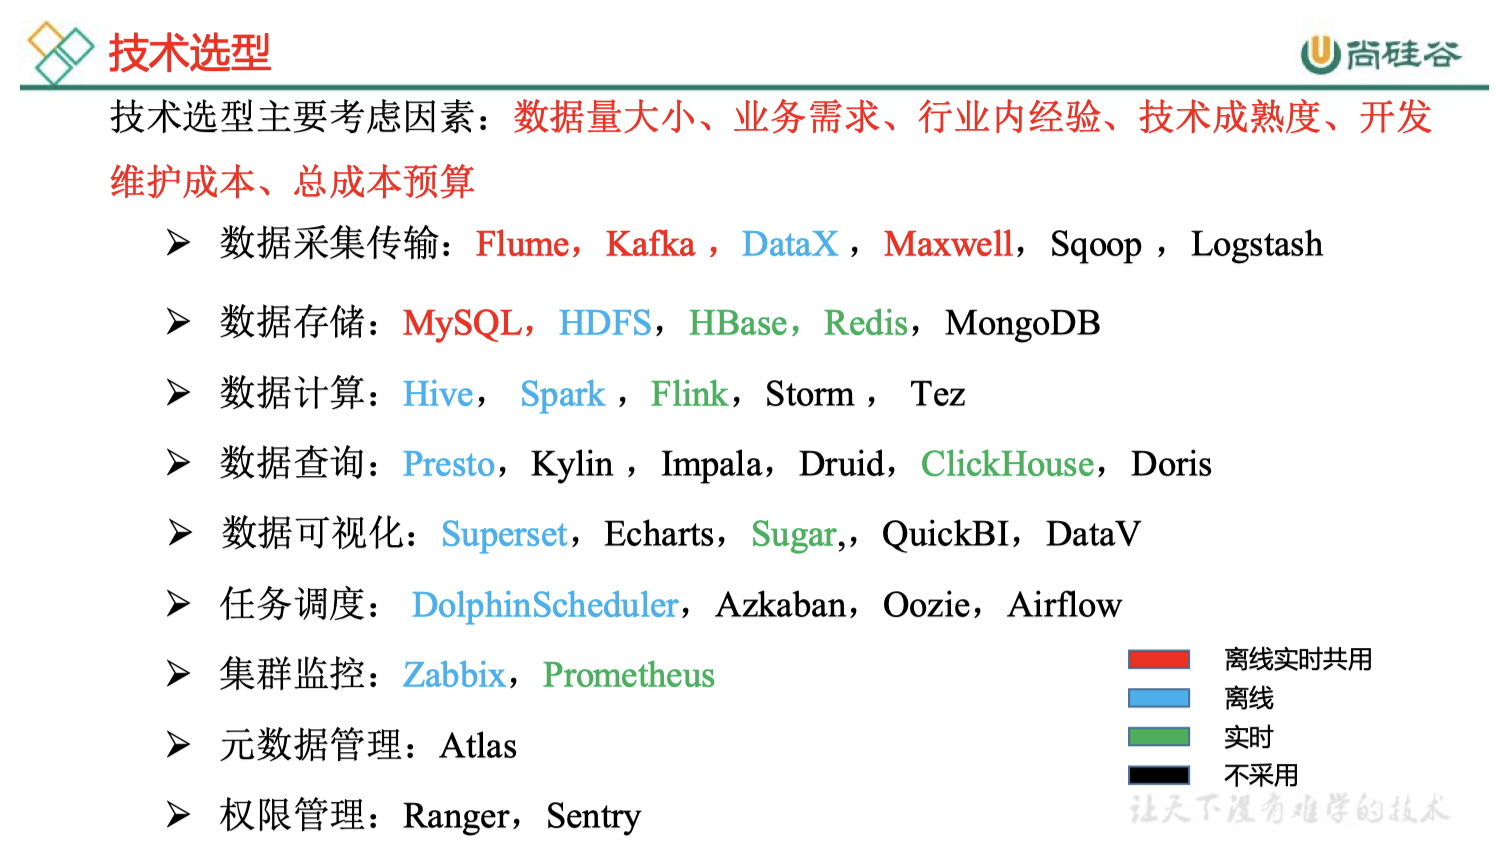 技术选型
尚硅谷
技术选型主要考虑因素：数据量大小、业务需求、行业内经验、技术成熟度、开发
维护成本、总成本预算
➢ 数据采集传输：Flume，Kafka ，DataX ，Maxwell，Sqoop ，Logstash
➢ 数据存储：MySQL，HDFS，HBase，Redis，MongoDB
➢ 数据计算：Hive， Spark ，Flink，Storm ， Tez
➢ 数据查询：Presto，Kylin ，Impala，Druid，ClickHouse，Doris
➢ 数据可视化：Superset，Echarts，Sugar,，QuickBI，DataV
➢ 任务调度： DolphinScheduler，Azkaban，Oozie，Airflow
➢ 集群监控：Zabbix，Prometheus
➢ 元数据管理：Atlas
➢ 权限管理：Ranger，Sentry
离线实时共用
离线
实时
不采用
让天下没有难学的技术